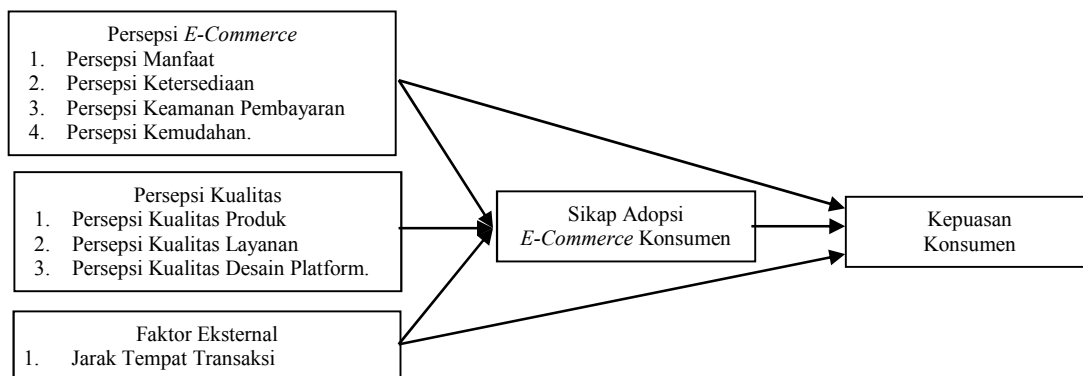 Persepsi E-Commerce
1. Persepsi Manfaat
2. Persepsi Ketersediaan
3. Persepsi Keamanan Pembayaran
4. Persepsi Kemudahan.
Persepsi Kualitas
1. Persepsi Kualitas Produk
2. Persepsi Kualitas Layanan
3. Persepsi Kualitas Desain Platform.
Faktor Eksternal
1. Jarak Tempat Transaksi
Sikap Adopsi
E-Commerce Konsumen
Kepuasan
Konsumen